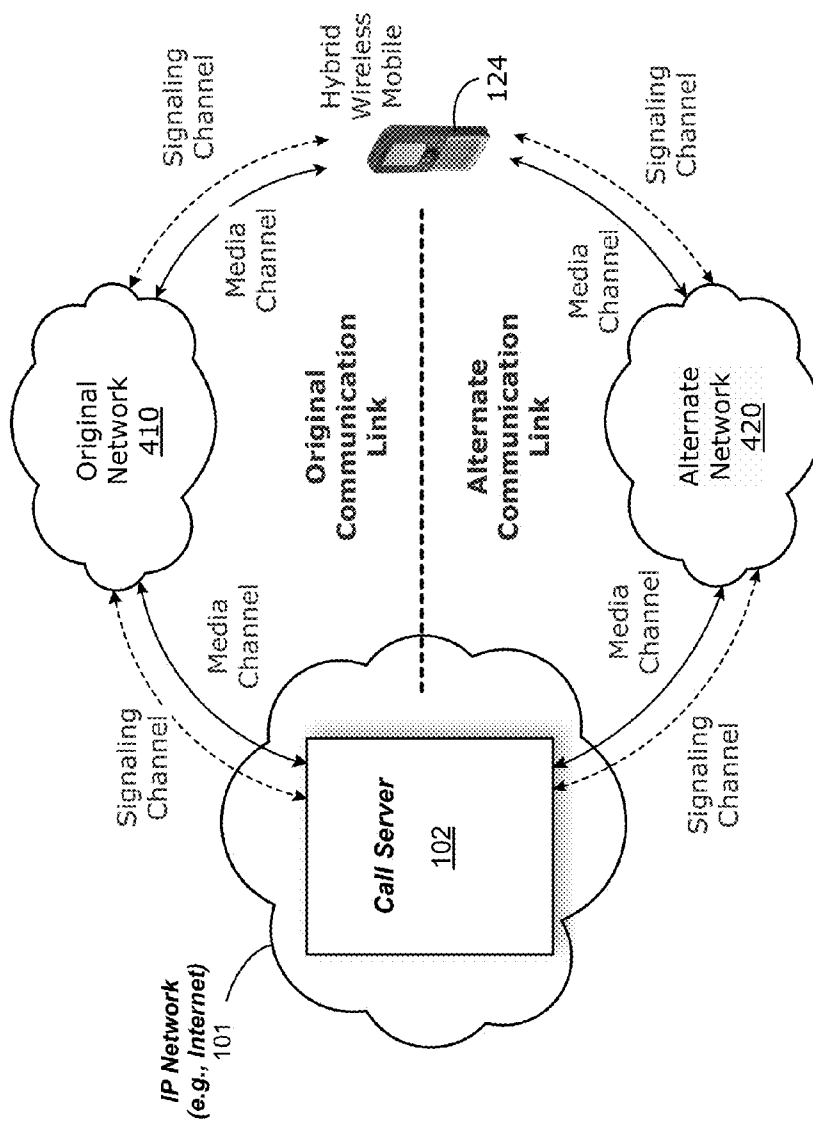 IP Network
(e.g., Internet)
101
Call Server
102
Signaling
Channel
Media
Channel
Original
Network
410
Signaling
Channel
Media
Channel
Hybrid
Wireless
Mobile
124
Original
Communication
Link
Alternate
Communication
Link
Signaling
Channel
Media
Channel
Alternate
Network
420
Media
Channel
Signaling
Channel